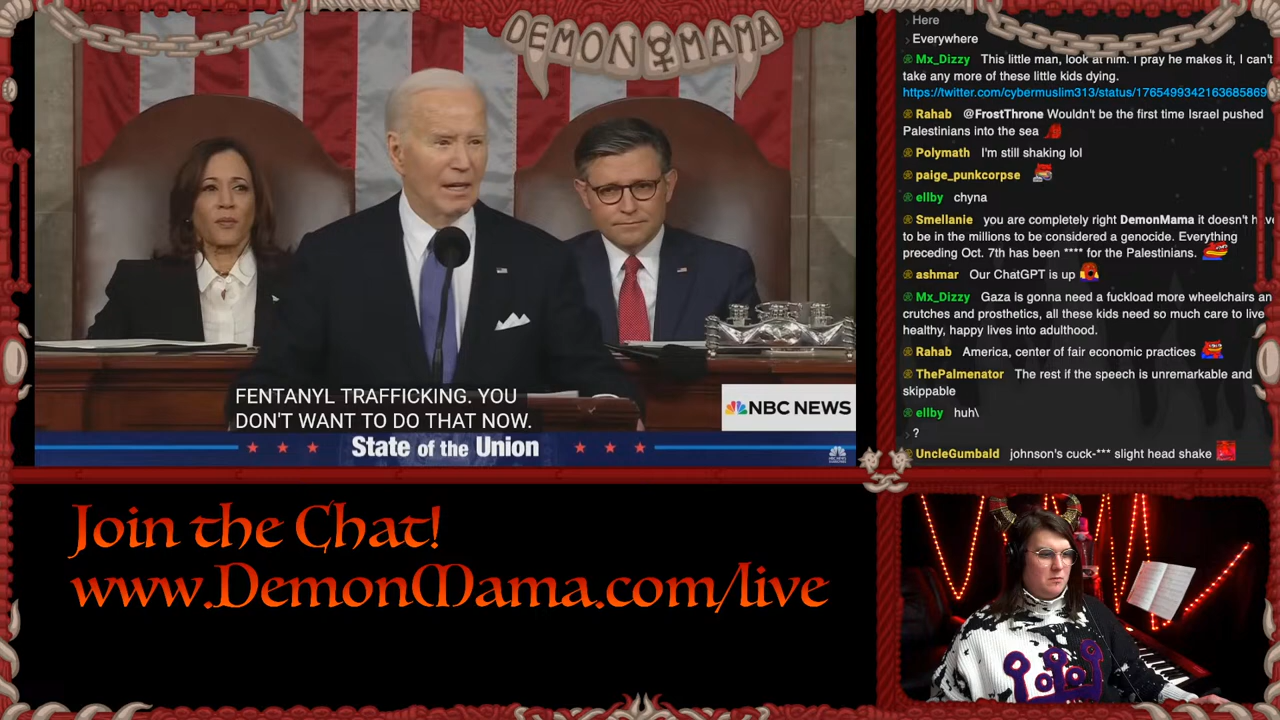 DEMON MAMA
FENTANYL TRAFFICKING. YOU
DON'T WANT TO DO THAT NOW.
NBC NEWS
State of the Union
Here
Everywhere
Mx_Dizzy This little man, look at him. I pray he makes it, I can't
take any more of these little kids dying.
https://twitter.com/cybermuslim313/status/1765499342163685869
Rahab @FrostThrone Wouldn't be the first time Israel pushed
Palestinians into the sea
Polymath I'm still shaking lol
paige_punkcorpse
ellby chyna
Smellanie you are completely right DemonMama it doesn't have
to be in the millions to be considered a genocide. Everything
preceding Oct. 7th has been **** for the Palestinians.
ashmar Our ChatGPT is up
Mx_Dizzy Gaza is gonna need a fuckload more wheelchairs an
crutches and prosthetics, all these kids need so much care to live
healthy, happy lives into adulthood.
Rahab America, center of fair economic practices
ThePalmenator The rest if the speech is unremarkable and
skippable
ellby huh\
?
UncleGumbald johnson's cuck-*** slight head shake
Join the Chat!
www.DemonMama.com/live